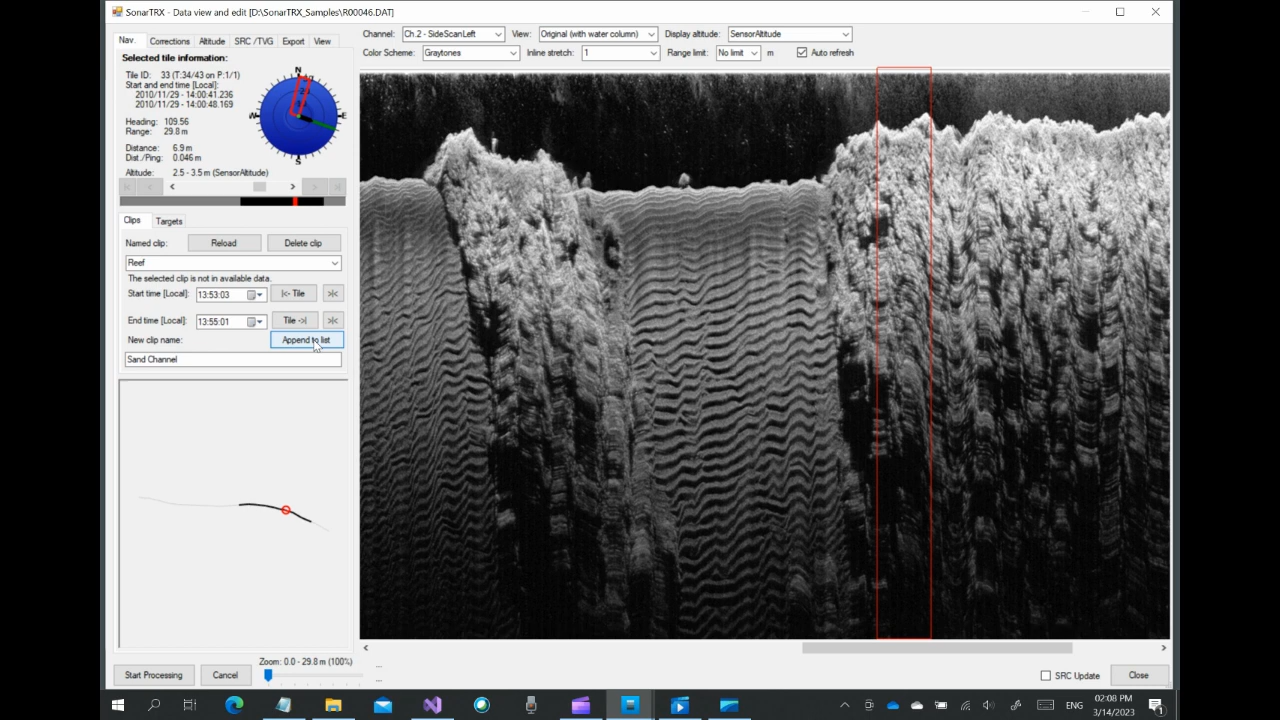 SonarTRX - Data view and edit [D:\SonarTRX_Samples\R00046.DAT]
Nav. Corrections Altitude SRC / TVG Export View
Channel: Ch.2 - SideScanLeft View: Original (with water column) Display altitude: SensorAltitude
Color Scheme: Graytones Inline stretch: 1 Range limit: No limit m Auto refresh
Selected tile information:
Tile ID: 33 (T:34/43 on P:1/1)
Start and end time [Local]:
2010/11/29 - 14:00:41.236
2010/11/29 - 14:00:48.169
Heading: 109.56
Range: 29.8 m
Distance: 6.9 m
Dist./Ping: 0.046 m
Altitude: 2.5 - 3.5 m (SensorAltitude)
N
W E
S
Clips Targets
Named clip: Reload Delete clip
Reef
The selected clip is not in available data.
Start time [Local]: 13:53:03 |<- Tile >|<
End time [Local]: 13:55:01 Tile ->| >|<
New clip name: Append to list
Sand Channel
Start Processing Cancel Zoom: 0.0 - 29.8 m (100%) ...
...
SRC Update Close
ENG
02:08 PM
3/14/2023
1